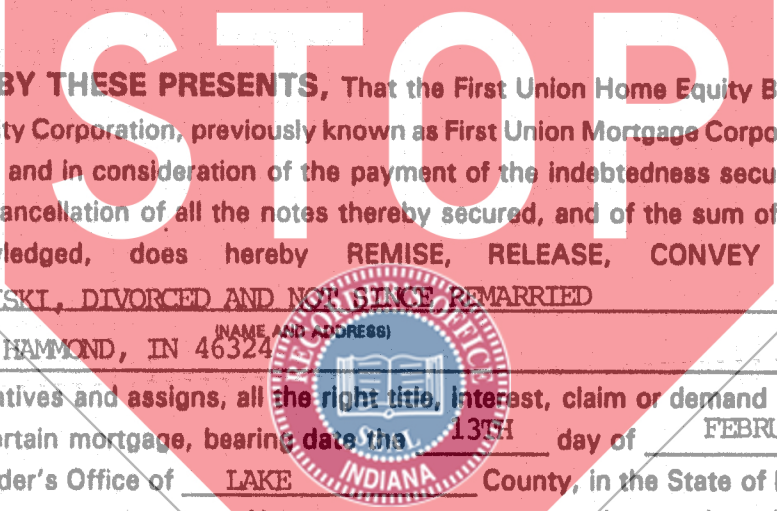 STOP
BY THESE PRESENTS, That the First Union Home Equity B
ty Corporation, previously known as First Union Mortgage Corpo
and in consideration of the payment of the indebtedness secu
ancellation of all the notes thereby secured, and of the sum of
ledged, does hereby REMISE, RELEASE, CONVEY
SKI, DIVORCED AND NOT SINCE REMARRIED
(NAME AND ADDRESS)
HAMMOND, IN 46324
atives and assigns, all the right title, interest, claim or demand
ertain mortgage, bearing date the 13TH day of FEBRU
der's Office of LAKE County, in the State of
SEAL
INDIANA
OFFICE